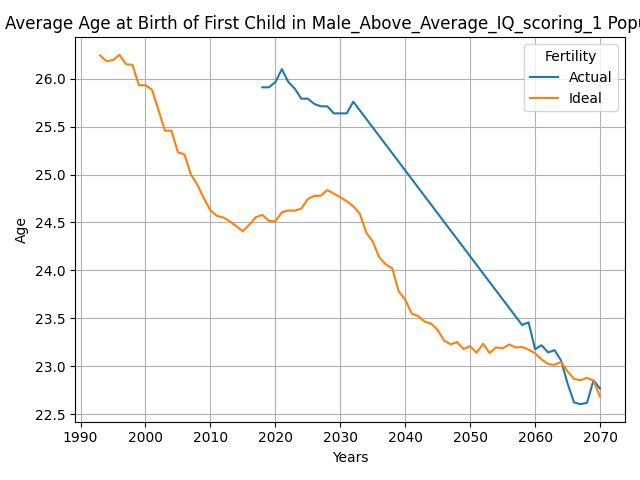 Average Age at Birth of First Child in Male_Above_Average_IQ_scoring_1 Popu
Fertility
Actual
Ideal
26.0
25.5
25.0
24.5
24.0
23.5
23.0
22.5
Age
1990 2000 2010 2020 2030 2040 2050 2060 2070
Years